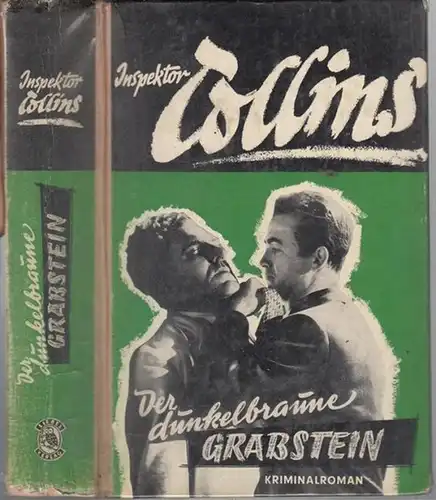 Inspektor
Collins
Der
dunkelbraune
GRABSTEIN
Inspektor
Collins
Der
dunkelbraune
GRABSTEIN
KRIMINALROMAN